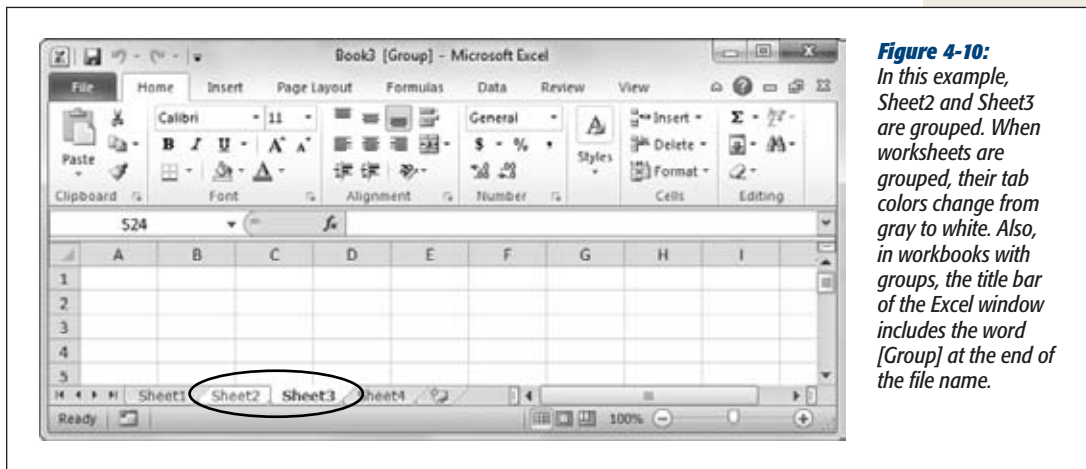 Book3 [Group] - Microsoft Excel
File Home Insert Page Layout Formulas Data Review View
Paste
Clipboard
Calibri 11
B I U A A
A
Font
Alignment
General
$ - % ,
Number
A
Styles
Insert
Delete
Format
Cells
Σ
Editing
S24 fx
A B C D E F G H I
1
2
3
4
5
Sheet1 Sheet2 Sheet3 Sheet4
Ready 100%
Figure 4-10:
In this example,
Sheet2 and Sheet3
are grouped. When
worksheets are
grouped, their tab
colors change from
gray to white. Also,
in workbooks with
groups, the title bar
of the Excel window
includes the word
[Group] at the end of
the file name.